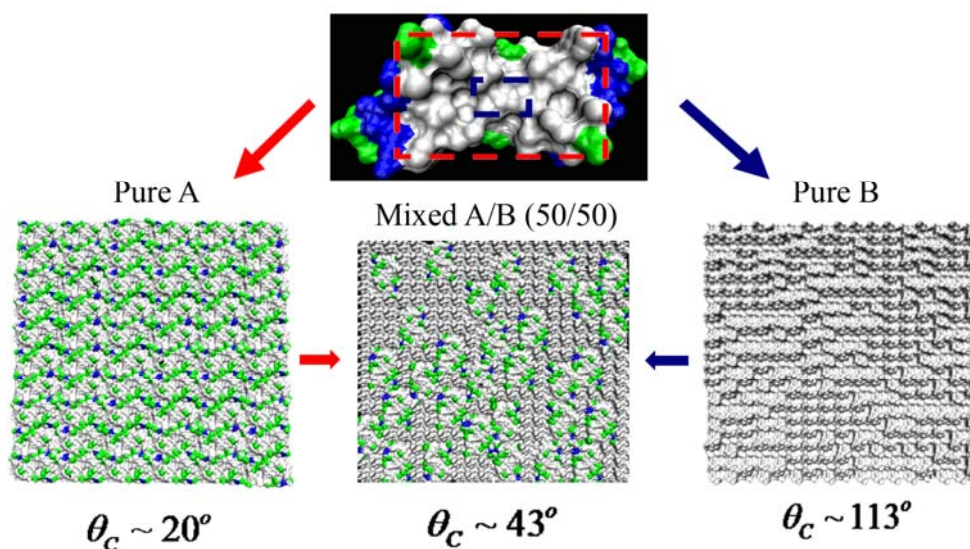 Pure A
Mixed A/B (50/50)
Pure B
θc ~ 20°
θc ~ 43°
θc ~ 113°